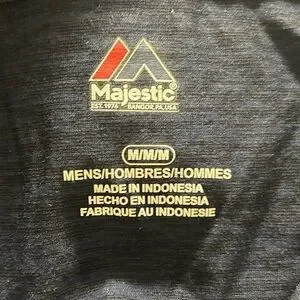 Majestic®
EST. 1976 BANGOR, PA, USA
M/M/M
MENS/HOMBRES/HOMMES
MADE IN INDONESIA
HECHO EN INDONESIA
FABRIQUE AU INDONESIE